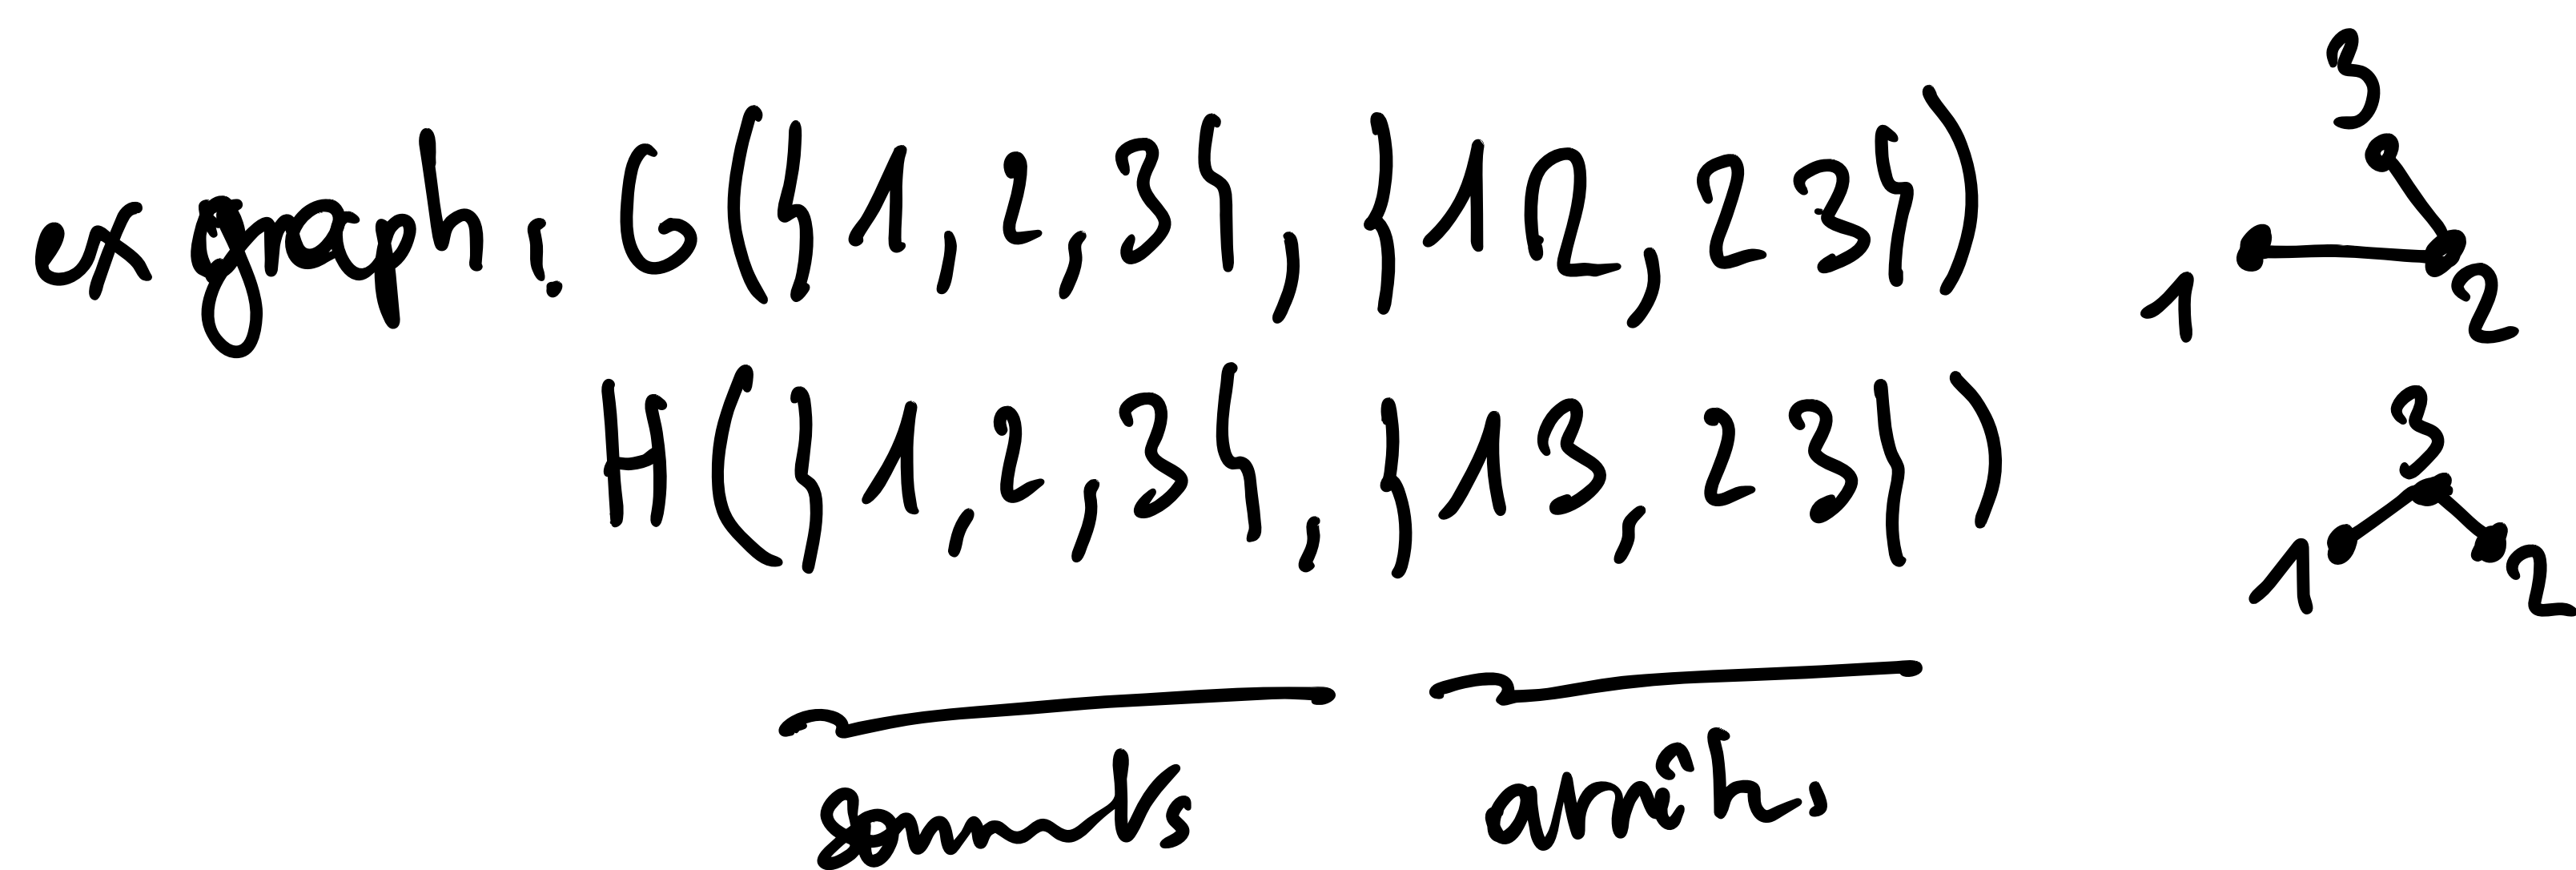 ex graph: G({1,2,3},{12,23}) 3 1 2
H({1,2,3},{13,23}) 3 1 2
sommets arêtes